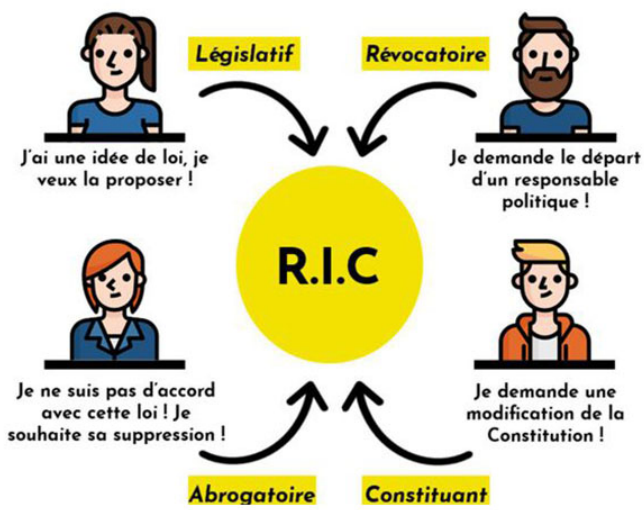 Législatif
Révocatoire
J'ai une idée de loi, je
veux la proposer !
Je demande le départ
d'un responsable
politique !
R.I.C
Je ne suis pas d'accord
avec cette loi ! Je
souhaite sa suppression !
Je demande une
modification de la
Constitution !
Abrogatoire
Constituant